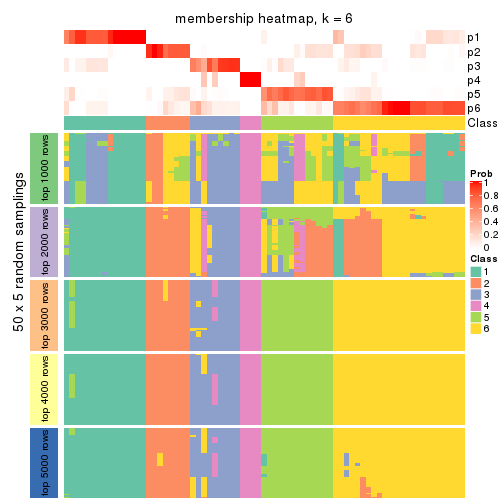 membership heatmap, k = 6
p1
p2
p3
p4
p5
p6
Class
50 x 5 random samplings
top 1000 rows
top 2000 rows
top 3000 rows
top 4000 rows
top 5000 rows
Prob
1
0.8
0.6
0.4
0.2
0
Class
1
2
3
4
5
6